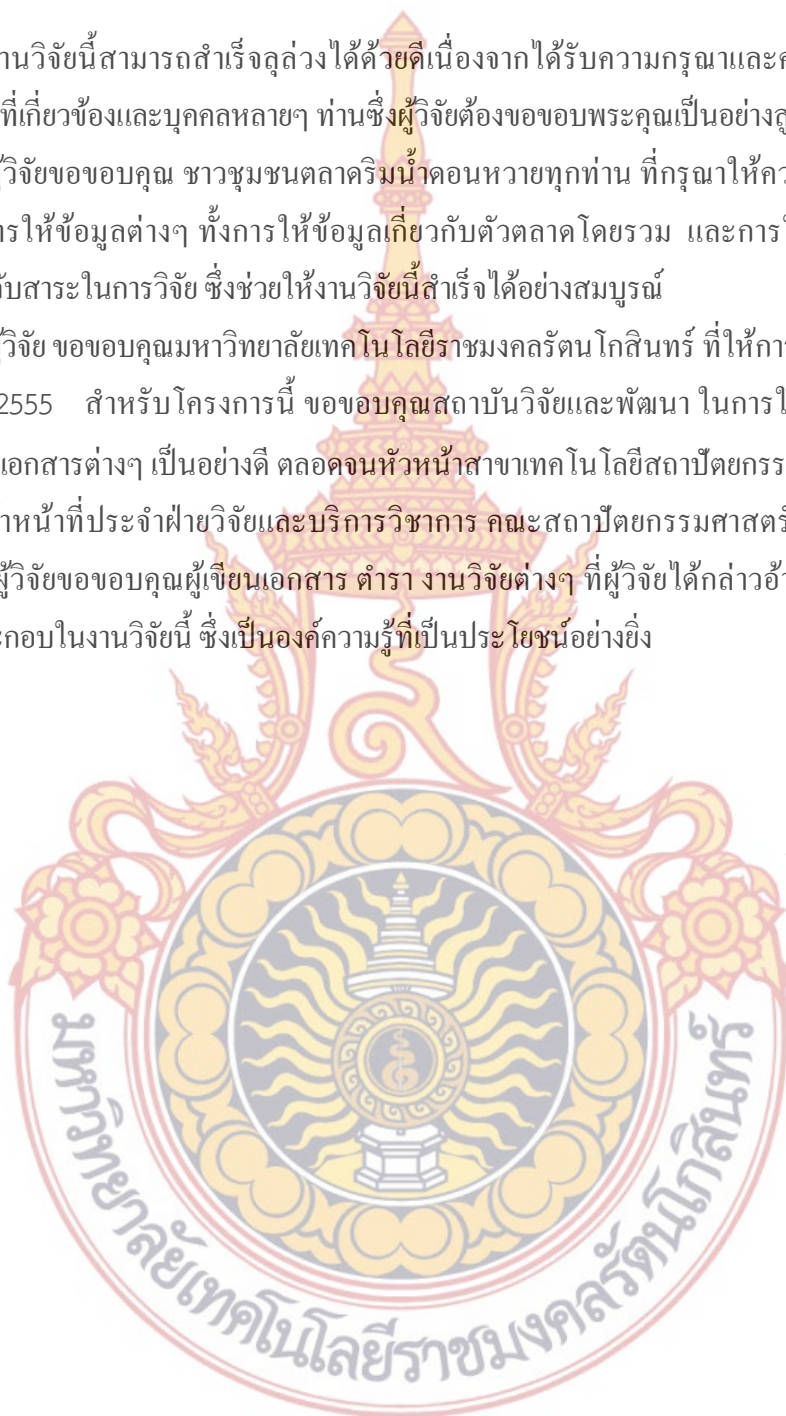 านวิจัยนี้สามารถสำเร็จลุล่วงได้ด้วยดีเนื่องจากได้รับความกรุณาและค
ที่เกี่ยวข้องและบุคคลหลายๆ ท่านซึ่งผู้วิจัยต้องขอขอบพระคุณเป็นอย่างสู
ผู้วิจัยขอขอบคุณ ชาวชุมชนตลาดริมน้ำดอนหวายทุกท่าน ที่กรุณาให้คว
ารให้ข้อมูลต่างๆ ทั้งการให้ข้อมูลเกี่ยวกับตัวตลาดโดยรวม และการใ
ับสาระในการวิจัย ซึ่งช่วยให้งานวิจัยนี้สำเร็จได้อย่างสมบูรณ์
ผู้วิจัย ขอขอบคุณมหาวิทยาลัยเทคโนโลยีราชมงคลรัตนโกสินทร์ ที่ให้การ
2555 สำหรับโครงการนี้ ขอขอบคุณสถาบันวิจัยและพัฒนา ในการใ
เอกสารต่างๆ เป็นอย่างดี ตลอดจนหัวหน้าสาขาเทคโนโลยีสถาปัตยกรร
าหน้าที่ประจำฝ่ายวิจัยและบริการวิชาการ คณะสถาปัตยกรรมศาสตร์
ผู้วิจัยขอขอบคุณผู้เขียนเอกสาร ตำรา งานวิจัยต่างๆ ที่ผู้วิจัยได้กล่าวอ้า
ะกอบในงานวิจัยนี้ ซึ่งเป็นองค์ความรู้ที่เป็นประโยชน์อย่างยิ่ง
มหาวิทยาลัยเทคโนโลยีราชมงคลรัตนโกสินทร์